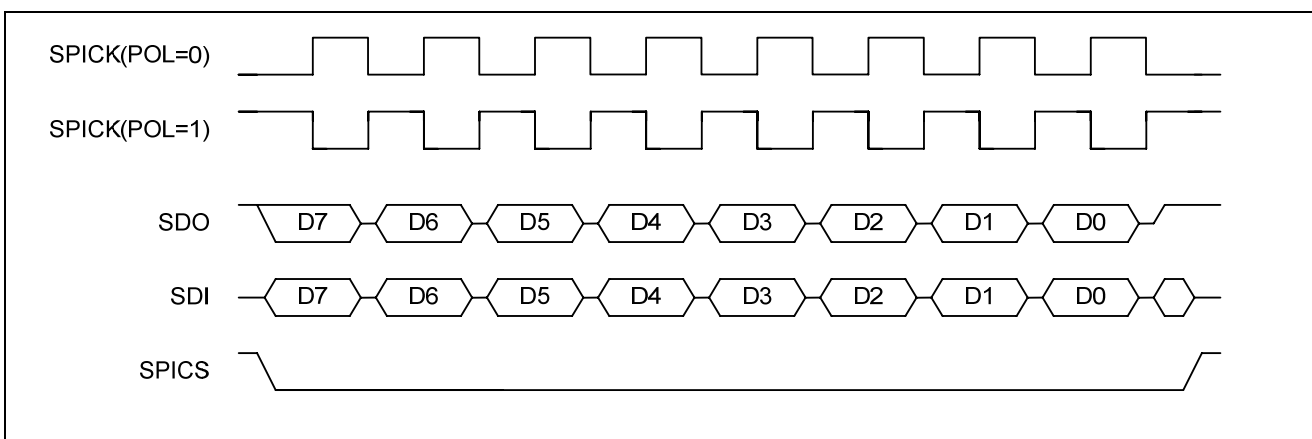 SPICK(POL=0)
SPICK(POL=1)
SDO D7 D6 D5 D4 D3 D2 D1 D0
SDI D7 D6 D5 D4 D3 D2 D1 D0
SPICS